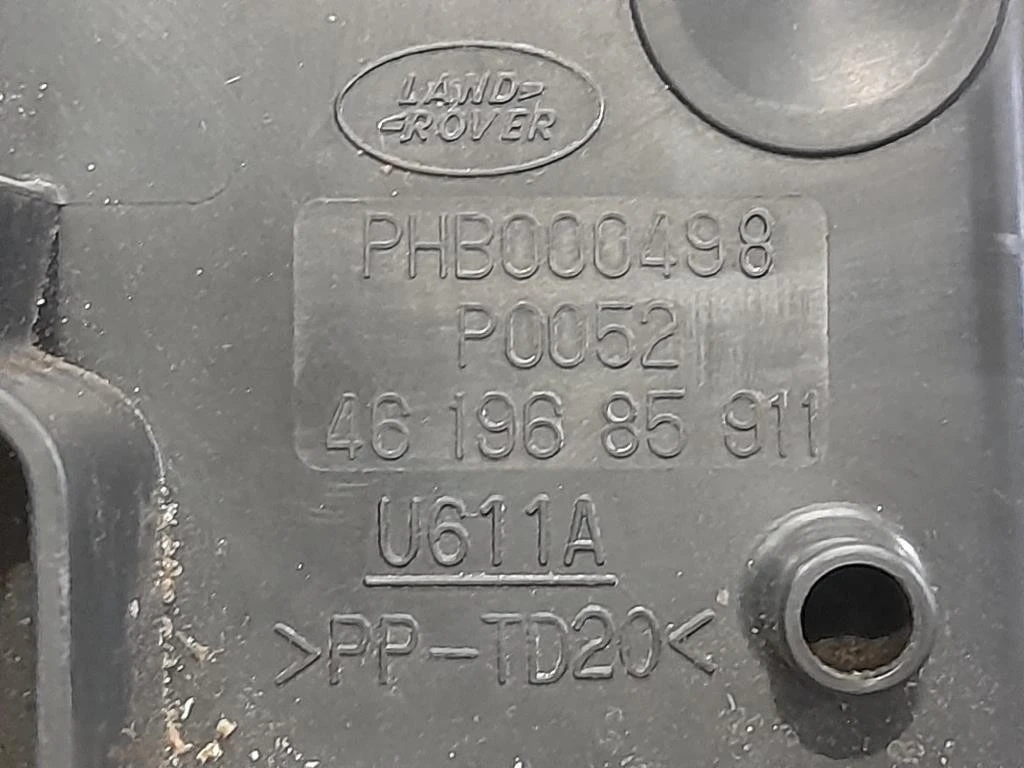 LAND
ROVER
PHB000498
P0052
46 196 85 911
U611A
>PP-TD20<